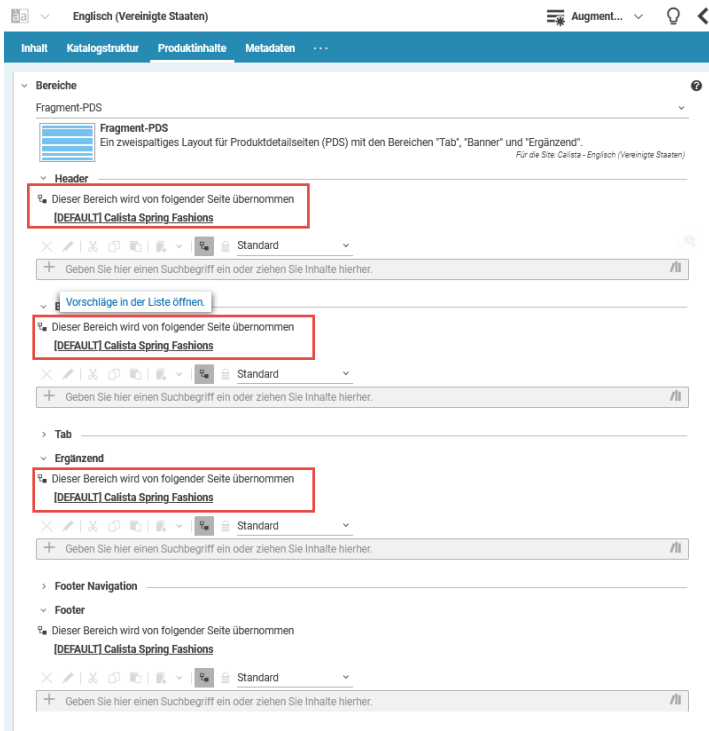 Englisch (Vereinigte Staaten)
Augment...
Inhalt Katalogstruktur Produktinhalte Metadaten ...
Bereiche
Fragment-PDS
Fragment-PDS
Ein zweispaltiges Layout für Produktdetailseiten (PDS) mit den Bereichen "Tab", "Banner" und "Ergänzend".
Für die Site: Calista - Englisch (Vereinigte Staaten)
Header
Dieser Bereich wird von folgender Seite übernommen
[DEFAULT] Calista Spring Fashions
Standard
Geben Sie hier einen Suchbegriff ein oder ziehen Sie Inhalte hierher.
Vorschläge in der Liste öffnen.
Dieser Bereich wird von folgender Seite übernommen
[DEFAULT] Calista Spring Fashions
Standard
Geben Sie hier einen Suchbegriff ein oder ziehen Sie Inhalte hierher.
Tab
Ergänzend
Dieser Bereich wird von folgender Seite übernommen
[DEFAULT] Calista Spring Fashions
Standard
Geben Sie hier einen Suchbegriff ein oder ziehen Sie Inhalte hierher.
Footer Navigation
Footer
Dieser Bereich wird von folgender Seite übernommen
[DEFAULT] Calista Spring Fashions
Standard
Geben Sie hier einen Suchbegriff ein oder ziehen Sie Inhalte hierher.